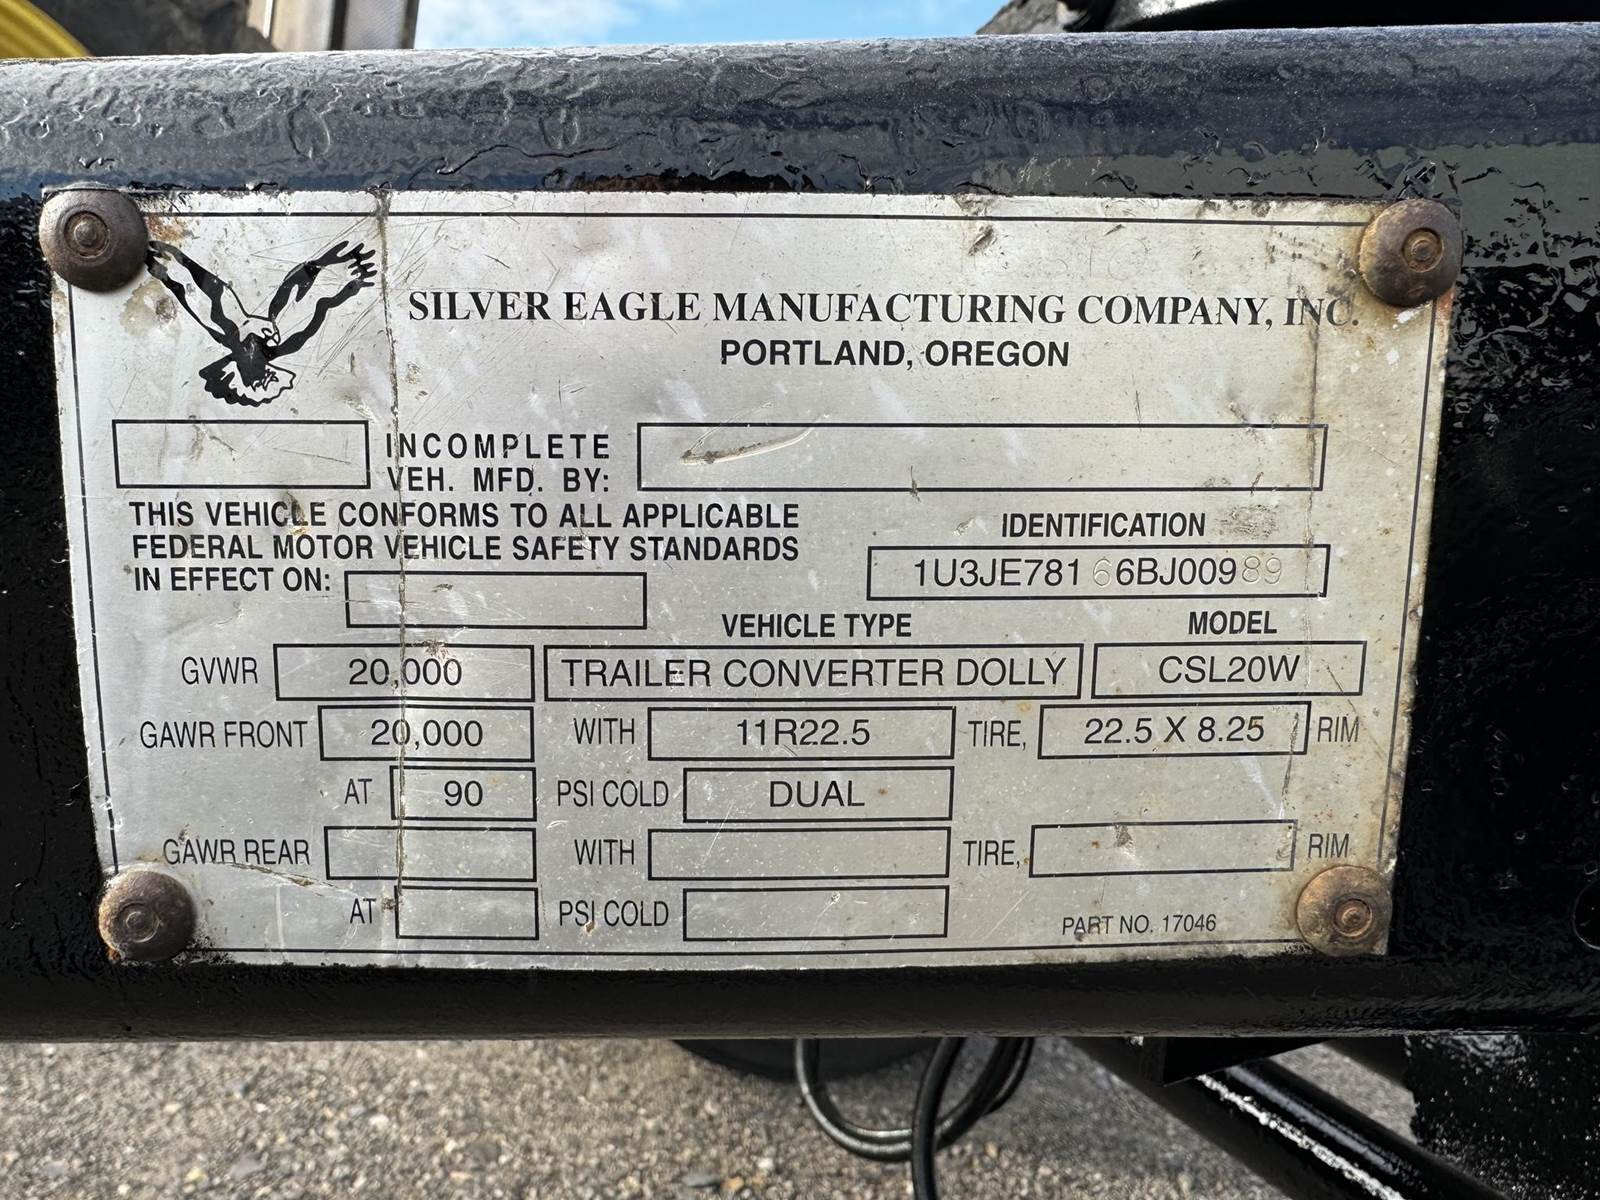 SILVER EAGLE MANUFACTURING COMPANY, INC.
PORTLAND, OREGON
INCOMPLETE
VEH. MFD. BY:
THIS VEHICLE CONFORMS TO ALL APPLICABLE
FEDERAL MOTOR VEHICLE SAFETY STANDARDS
IN EFFECT ON:
IDENTIFICATION
1U3JE78166BJ00989
VEHICLE TYPE MODEL
GVWR 20,000 TRAILER CONVERTER DOLLY CSL20W
GAWR FRONT 20,000 WITH 11R22.5 TIRE, 22.5 X 8.25 RIM
AT 90 PSI COLD DUAL
GAWR REAR WITH TIRE, RIM
AT PSI COLD
PART NO. 17046